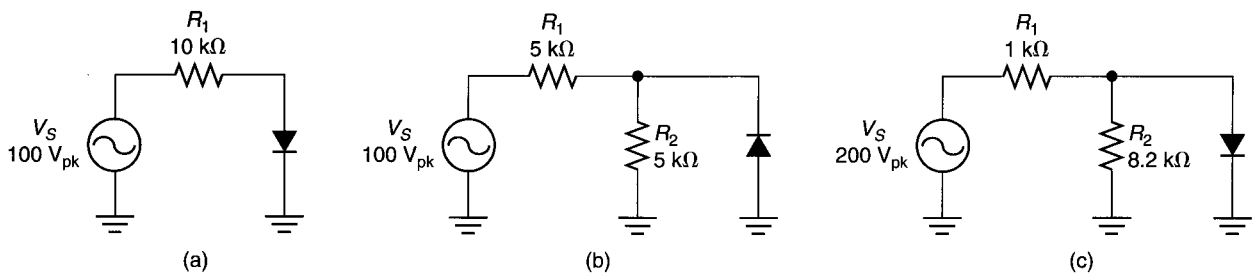 R1
10 kΩ
VS
100 Vpk
(a)
R1
5 kΩ
VS
100 Vpk
R2
5 kΩ
(b)
R1
1 kΩ
VS
200 Vpk
R2
8.2 kΩ
(c)